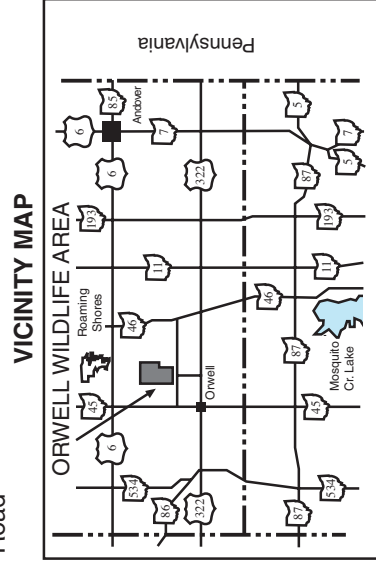 Road
VICINITY MAP
ORWELL WILDLIFE AREA
Pennsylvania
45
Roaming
Shores
193
6
6
6
85
Andover
534
46
11
7
86
322
Orwell
322
46
87
87
87
5
Mosquito
Cr. Lake
534
45
11
193
5
7